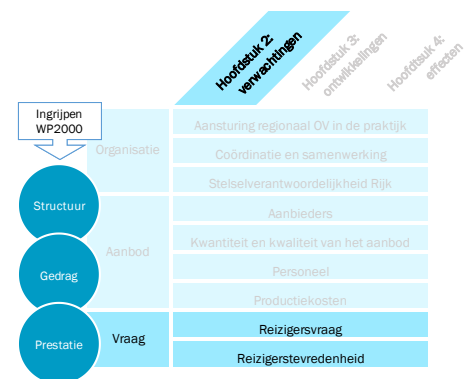 Hoofdstuk 2:
verwachtingen
Hoofdstuk 3:
ontwikkelingen
Hoofdtsuk 4:
effecten
Ingrijpen
WP2000
Organisatie
Aansturing regionaal OV in de praktijk
Coördinatie en samenwerking
Stelselverantwoordelijkheid Rijk
Structuur
Aanbod
Aanbieders
Kwantiteit en kwaliteit van het aanbod
Gedrag
Personeel
Productiekosten
Prestatie
Vraag
Reizigersvraag
Reizigerstevredenheid